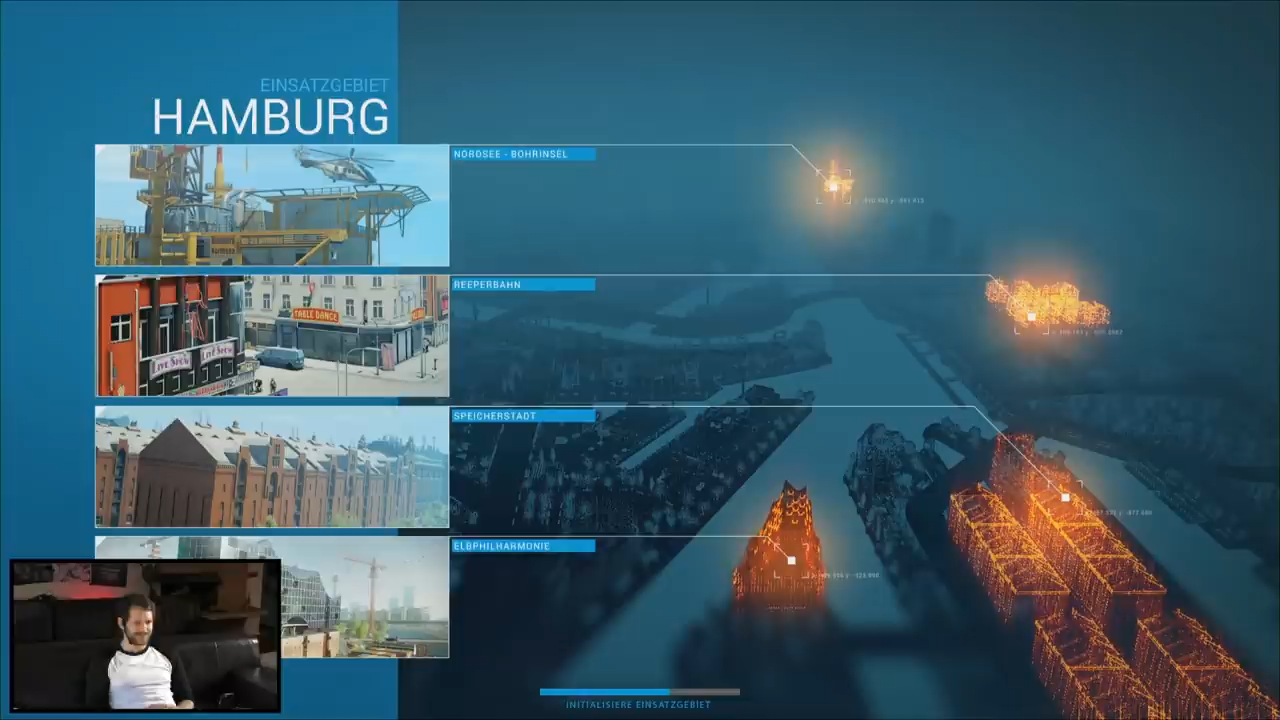 EINSATZGEBIET
HAMBURG
NORDSEE - BOHRINSEL
REEPERBAHN
TABLE DANCE
LIVE SHOW
LIVE SHOW
SPEICHERSTADT
ELBPHILHARMONIE
INITIALISIERE EINSATZGEBIET